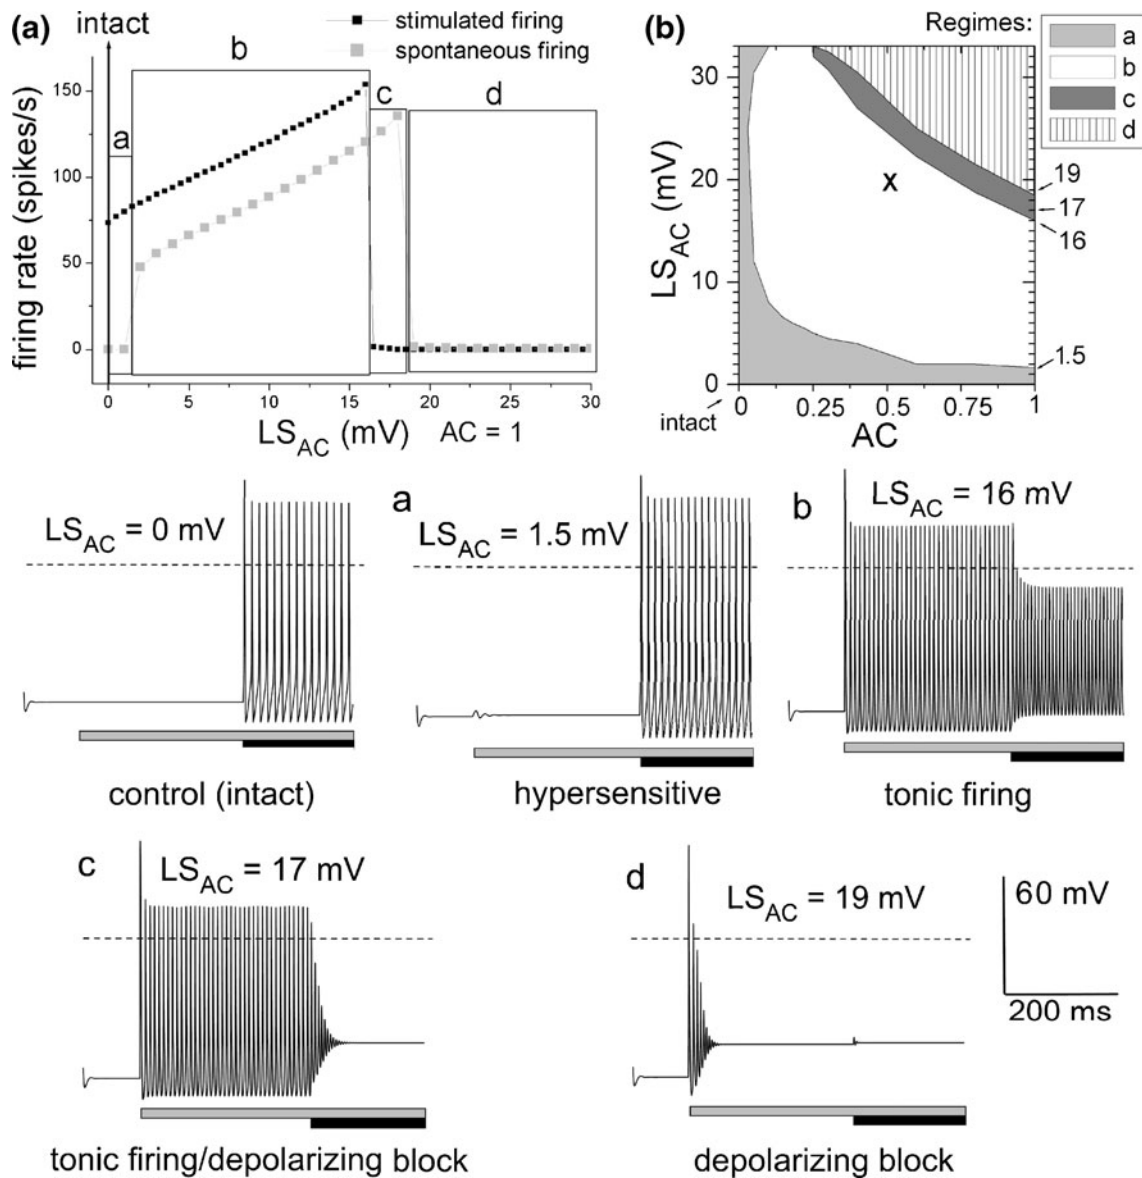 (a)
intact
stimulated firing
spontaneous firing
firing rate (spikes/s)
150
100
50
0
a
b
c
d
0 5 10 15 20 25 30
LS_AC (mV) AC = 1
(b)
Regimes:
a
b
c
d
LS_AC (mV)
30
20
10
0
X
19
17
16
1.5
intact
0 0.25 0.50 0.75 1
AC
LS_AC = 0 mV
control (intact)
a
LS_AC = 1.5 mV
hypersensitive
b
LS_AC = 16 mV
tonic firing
c
LS_AC = 17 mV
tonic firing/depolarizing block
d
LS_AC = 19 mV
depolarizing block
60 mV
200 ms